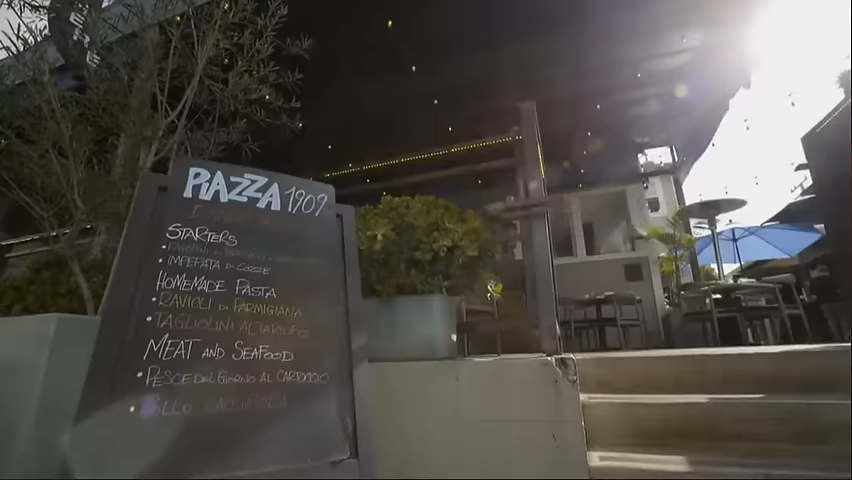 PIAZZA 1909
STARTERS
• IMPEPATA DI COZZE
HOMEMADE PASTA
• RAVIOLI DI PARMIGIANA
• TAGLIOLINI AL TARTUFO
MEAT AND SEAFOOD
• PESCE DEL GIORNO AL CARTOCCIO